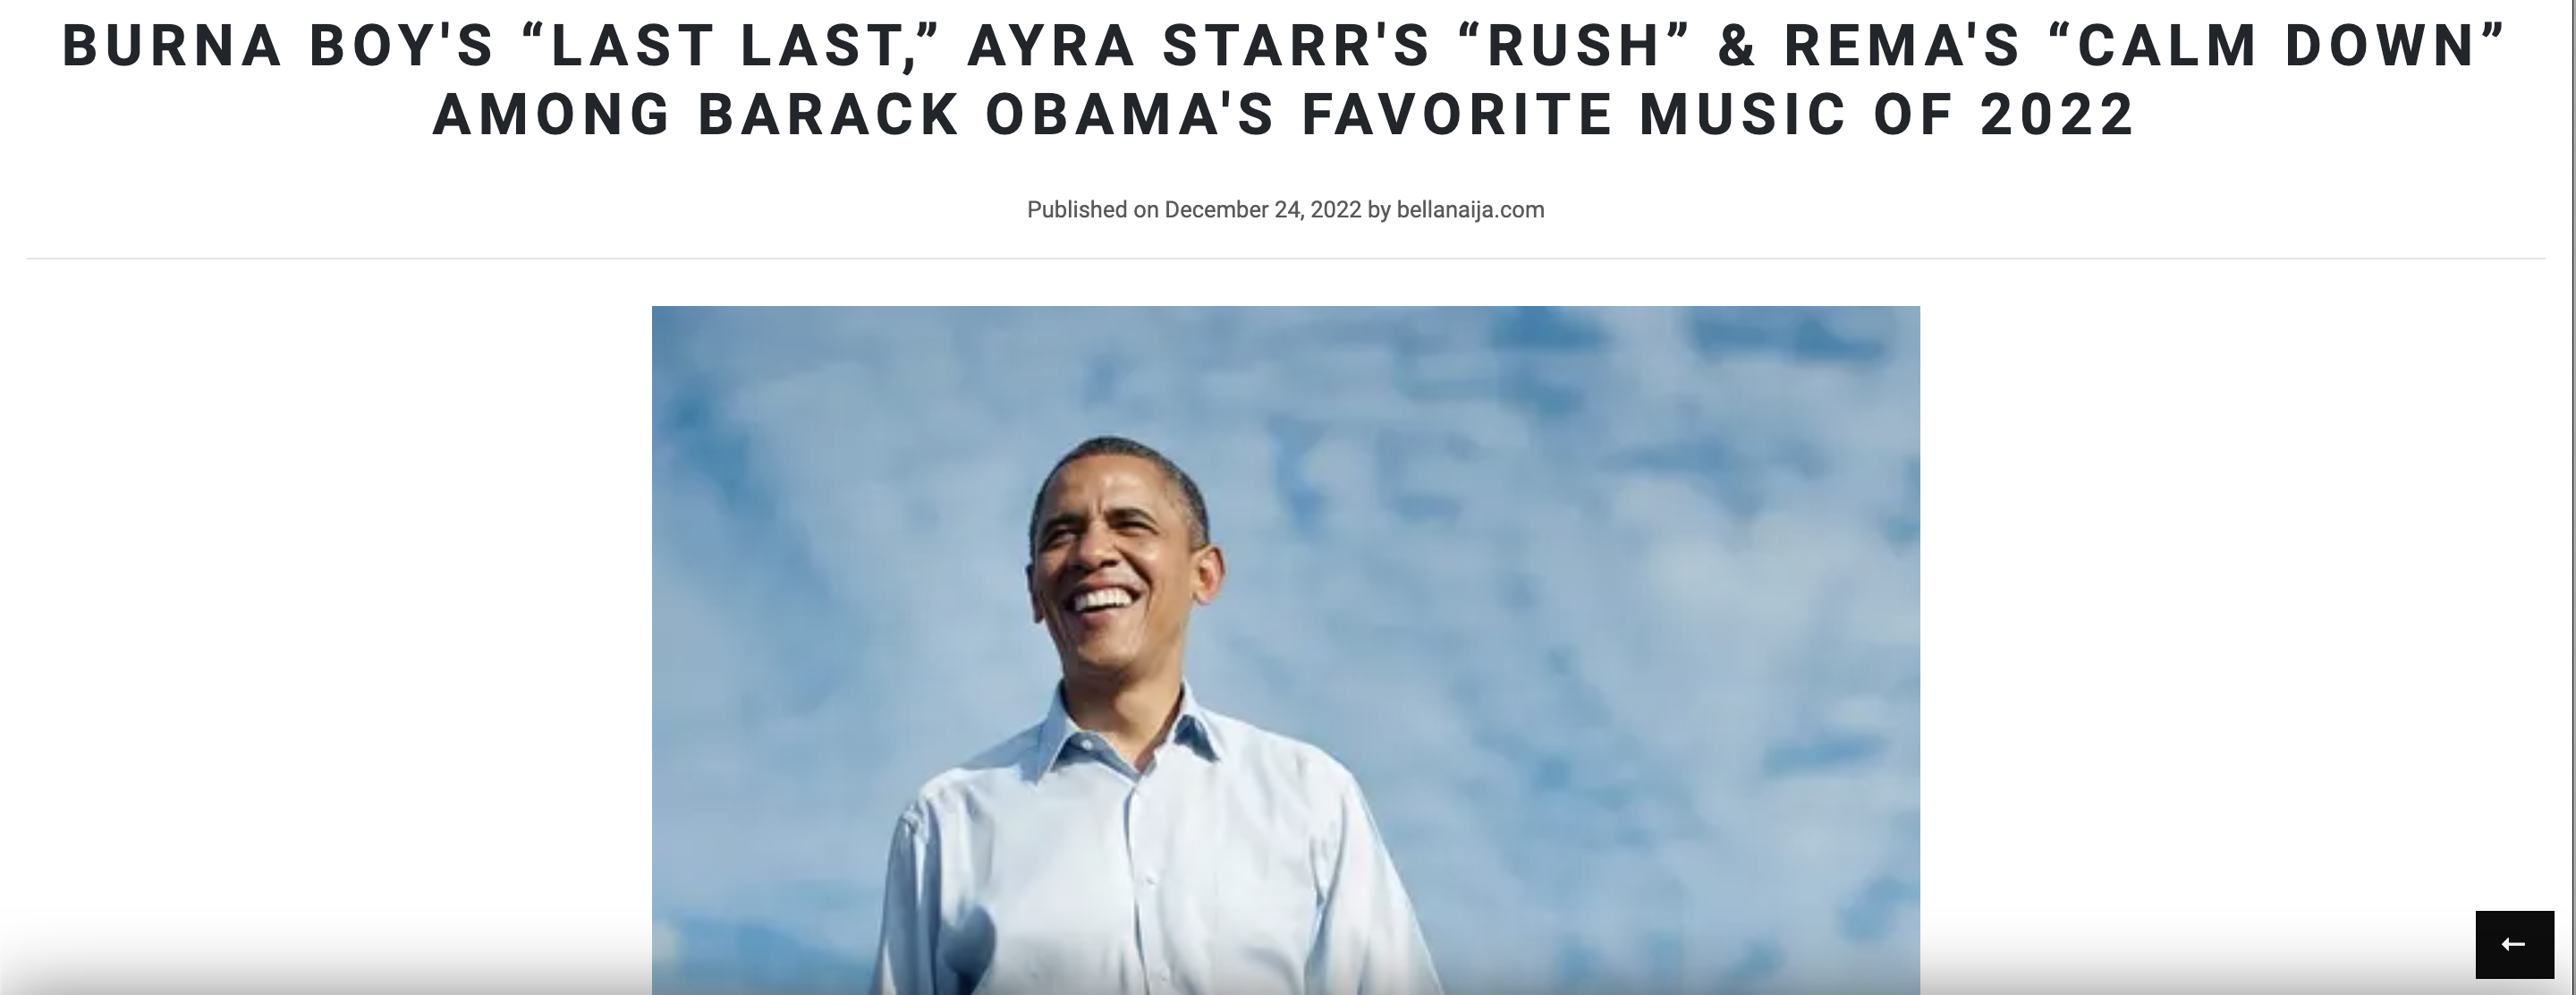 BURNA BOY'S “LAST LAST,” AYRA STARR'S “RUSH” & REMA'S “CALM DOWN”
AMONG BARACK OBAMA'S FAVORITE MUSIC OF 2022
Published on December 24, 2022 by bellanaija.com